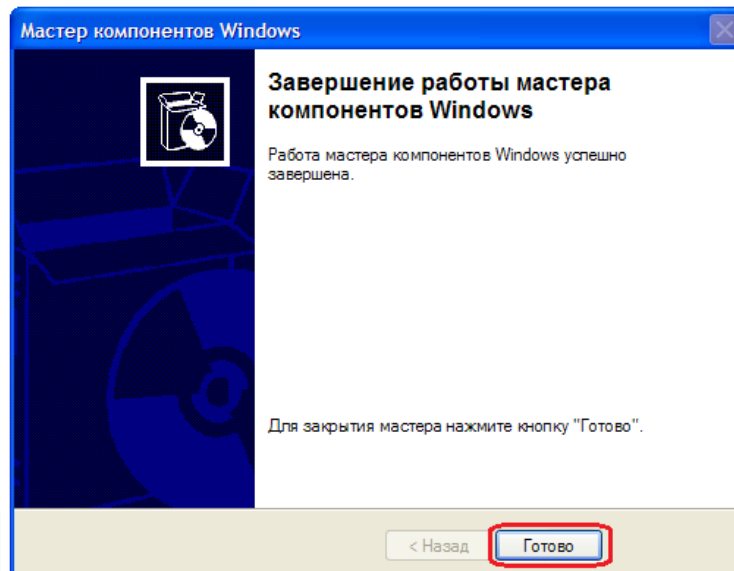 Мастер компонентов Windows
Завершение работы мастера
компонентов Windows
Работа мастера компонентов Windows успешно
завершена.
Для закрытия мастера нажмите кнопку "Готово".
< Назад
Готово